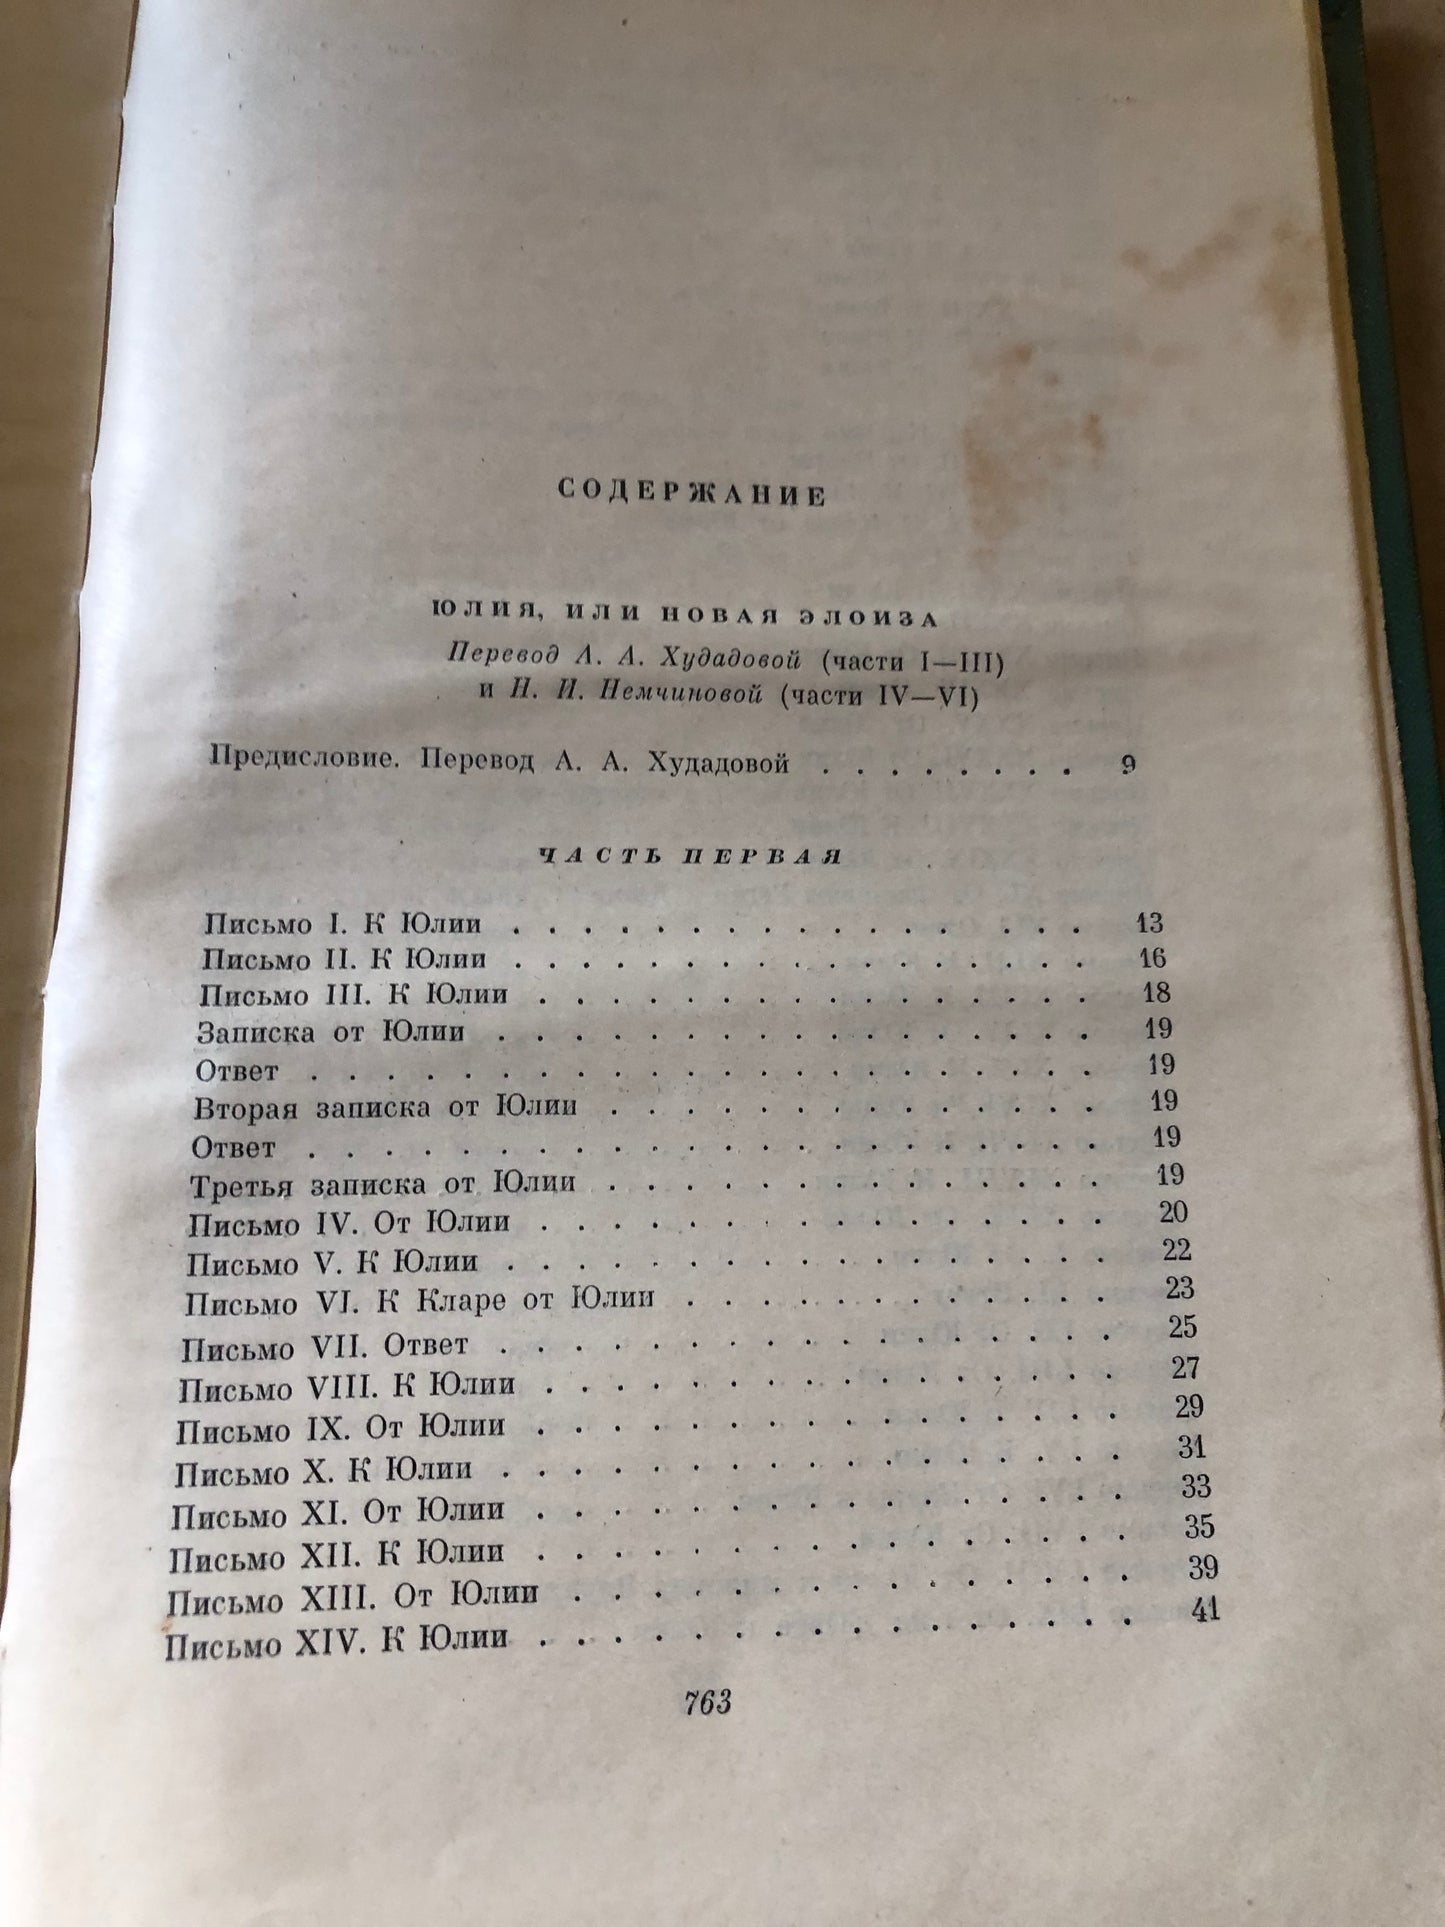 СОДЕРЖАНИЕ
ЮЛИЯ, ИЛИ НОВАЯ ЭЛОИЗА
Перевод А. А. Худадовой (части I—III)
и Н. И. Немчиновой (части IV—VI)
Предисловие. Перевод А. А. Худадовой . . . . . . . . 9
ЧАСТЬ ПЕРВАЯ
Письмо I. К Юлии . . . . . . . . . . . . . . . . 13
Письмо II. К Юлии . . . . . . . . . . . . . . . . 16
Письмо III. К Юлии . . . . . . . . . . . . . . . . 18
Записка от Юлии . . . . . . . . . . . . . . . . . 19
Ответ . . . . . . . . . . . . . . . . . . . . . . 19
Вторая записка от Юлии . . . . . . . . . . . . . . 19
Ответ . . . . . . . . . . . . . . . . . . . . . . 19
Третья записка от Юлии . . . . . . . . . . . . . . 19
Письмо IV. От Юлии . . . . . . . . . . . . . . . . 20
Письмо V. К Юлии . . . . . . . . . . . . . . . . . 22
Письмо VI. К Кларе от Юлии . . . . . . . . . . . . 23
Письмо VII. Ответ . . . . . . . . . . . . . . . . . 25
Письмо VIII. К Юлии . . . . . . . . . . . . . . . . 27
Письмо IX. От Юлии . . . . . . . . . . . . . . . . 29
Письмо X. К Юлии . . . . . . . . . . . . . . . . . 31
Письмо XI. От Юлии . . . . . . . . . . . . . . . . 33
Письмо XII. К Юлии . . . . . . . . . . . . . . . . 35
Письмо XIII. От Юлии . . . . . . . . . . . . . . . 39
Письмо XIV. К Юлии . . . . . . . . . . . . . . . . 41
763